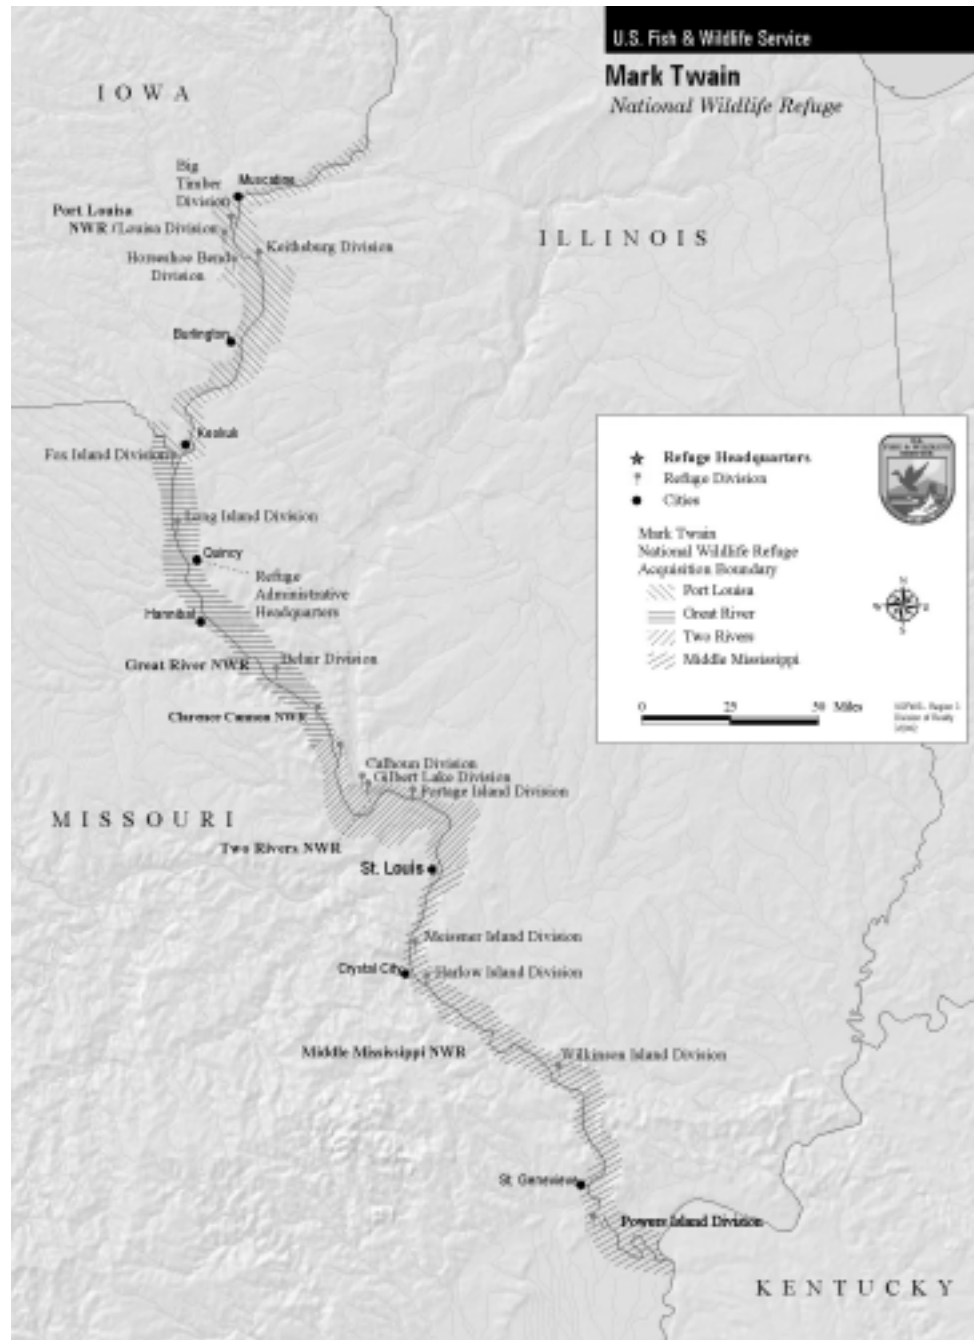 U.S. Fish & Wildlife Service
Mark Twain
National Wildlife Refuge
IOWA
Big
Timber
Division
Muscatine
Port Louisa
NWR /Louisa Division
Keithsburg Division
Horseshoe Bends
Division
ILLINOIS
Burlington
Keokuk
Fox Island Division
Long Island Division
Quincy
Refuge
Administrative
Headquarters
Hannibal
Great River NWR
Delair Division
Clarence Cannon NWR
Calhoun Division
Gilbert Lake Division
Portage Island Division
MISSOURI
Two Rivers NWR
St. Louis
Meissner Island Division
Crystal City
Harlow Island Division
Middle Mississippi NWR
Wilkinson Island Division
St. Genevieve
Powers Island Division
KENTUCKY
Refuge Headquarters
Refuge Division
Cities
Mark Twain
National Wildlife Refuge
Acquisition Boundary
Port Louisa
Great River
Two Rivers
Middle Mississippi
N
W E
S
0 25 50 Miles
U.S.
FISH & WILDLIFE
SERVICE